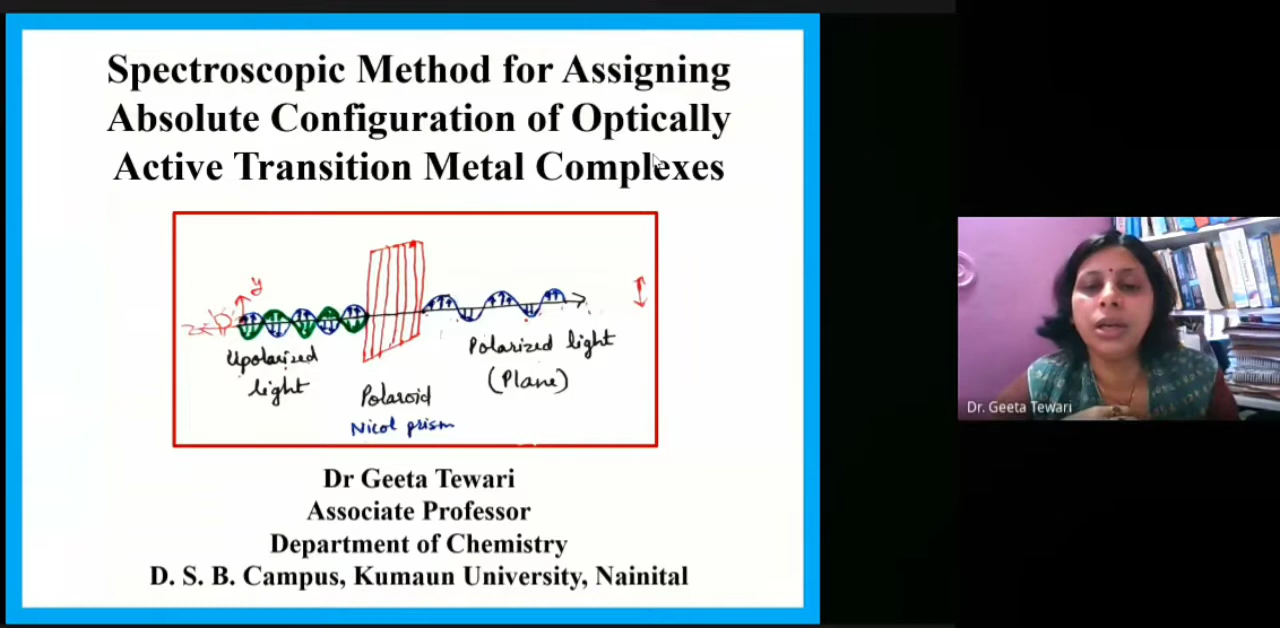 Spectroscopic Method for Assigning
Absolute Configuration of Optically
Active Transition Metal Complexes
y
Upolarized
light
Polaroid
Nicol prism
Polarized light
(Plane)
Dr Geeta Tewari
Associate Professor
Department of Chemistry
D. S. B. Campus, Kumaun University, Nainital
Dr. Geeta Tewari